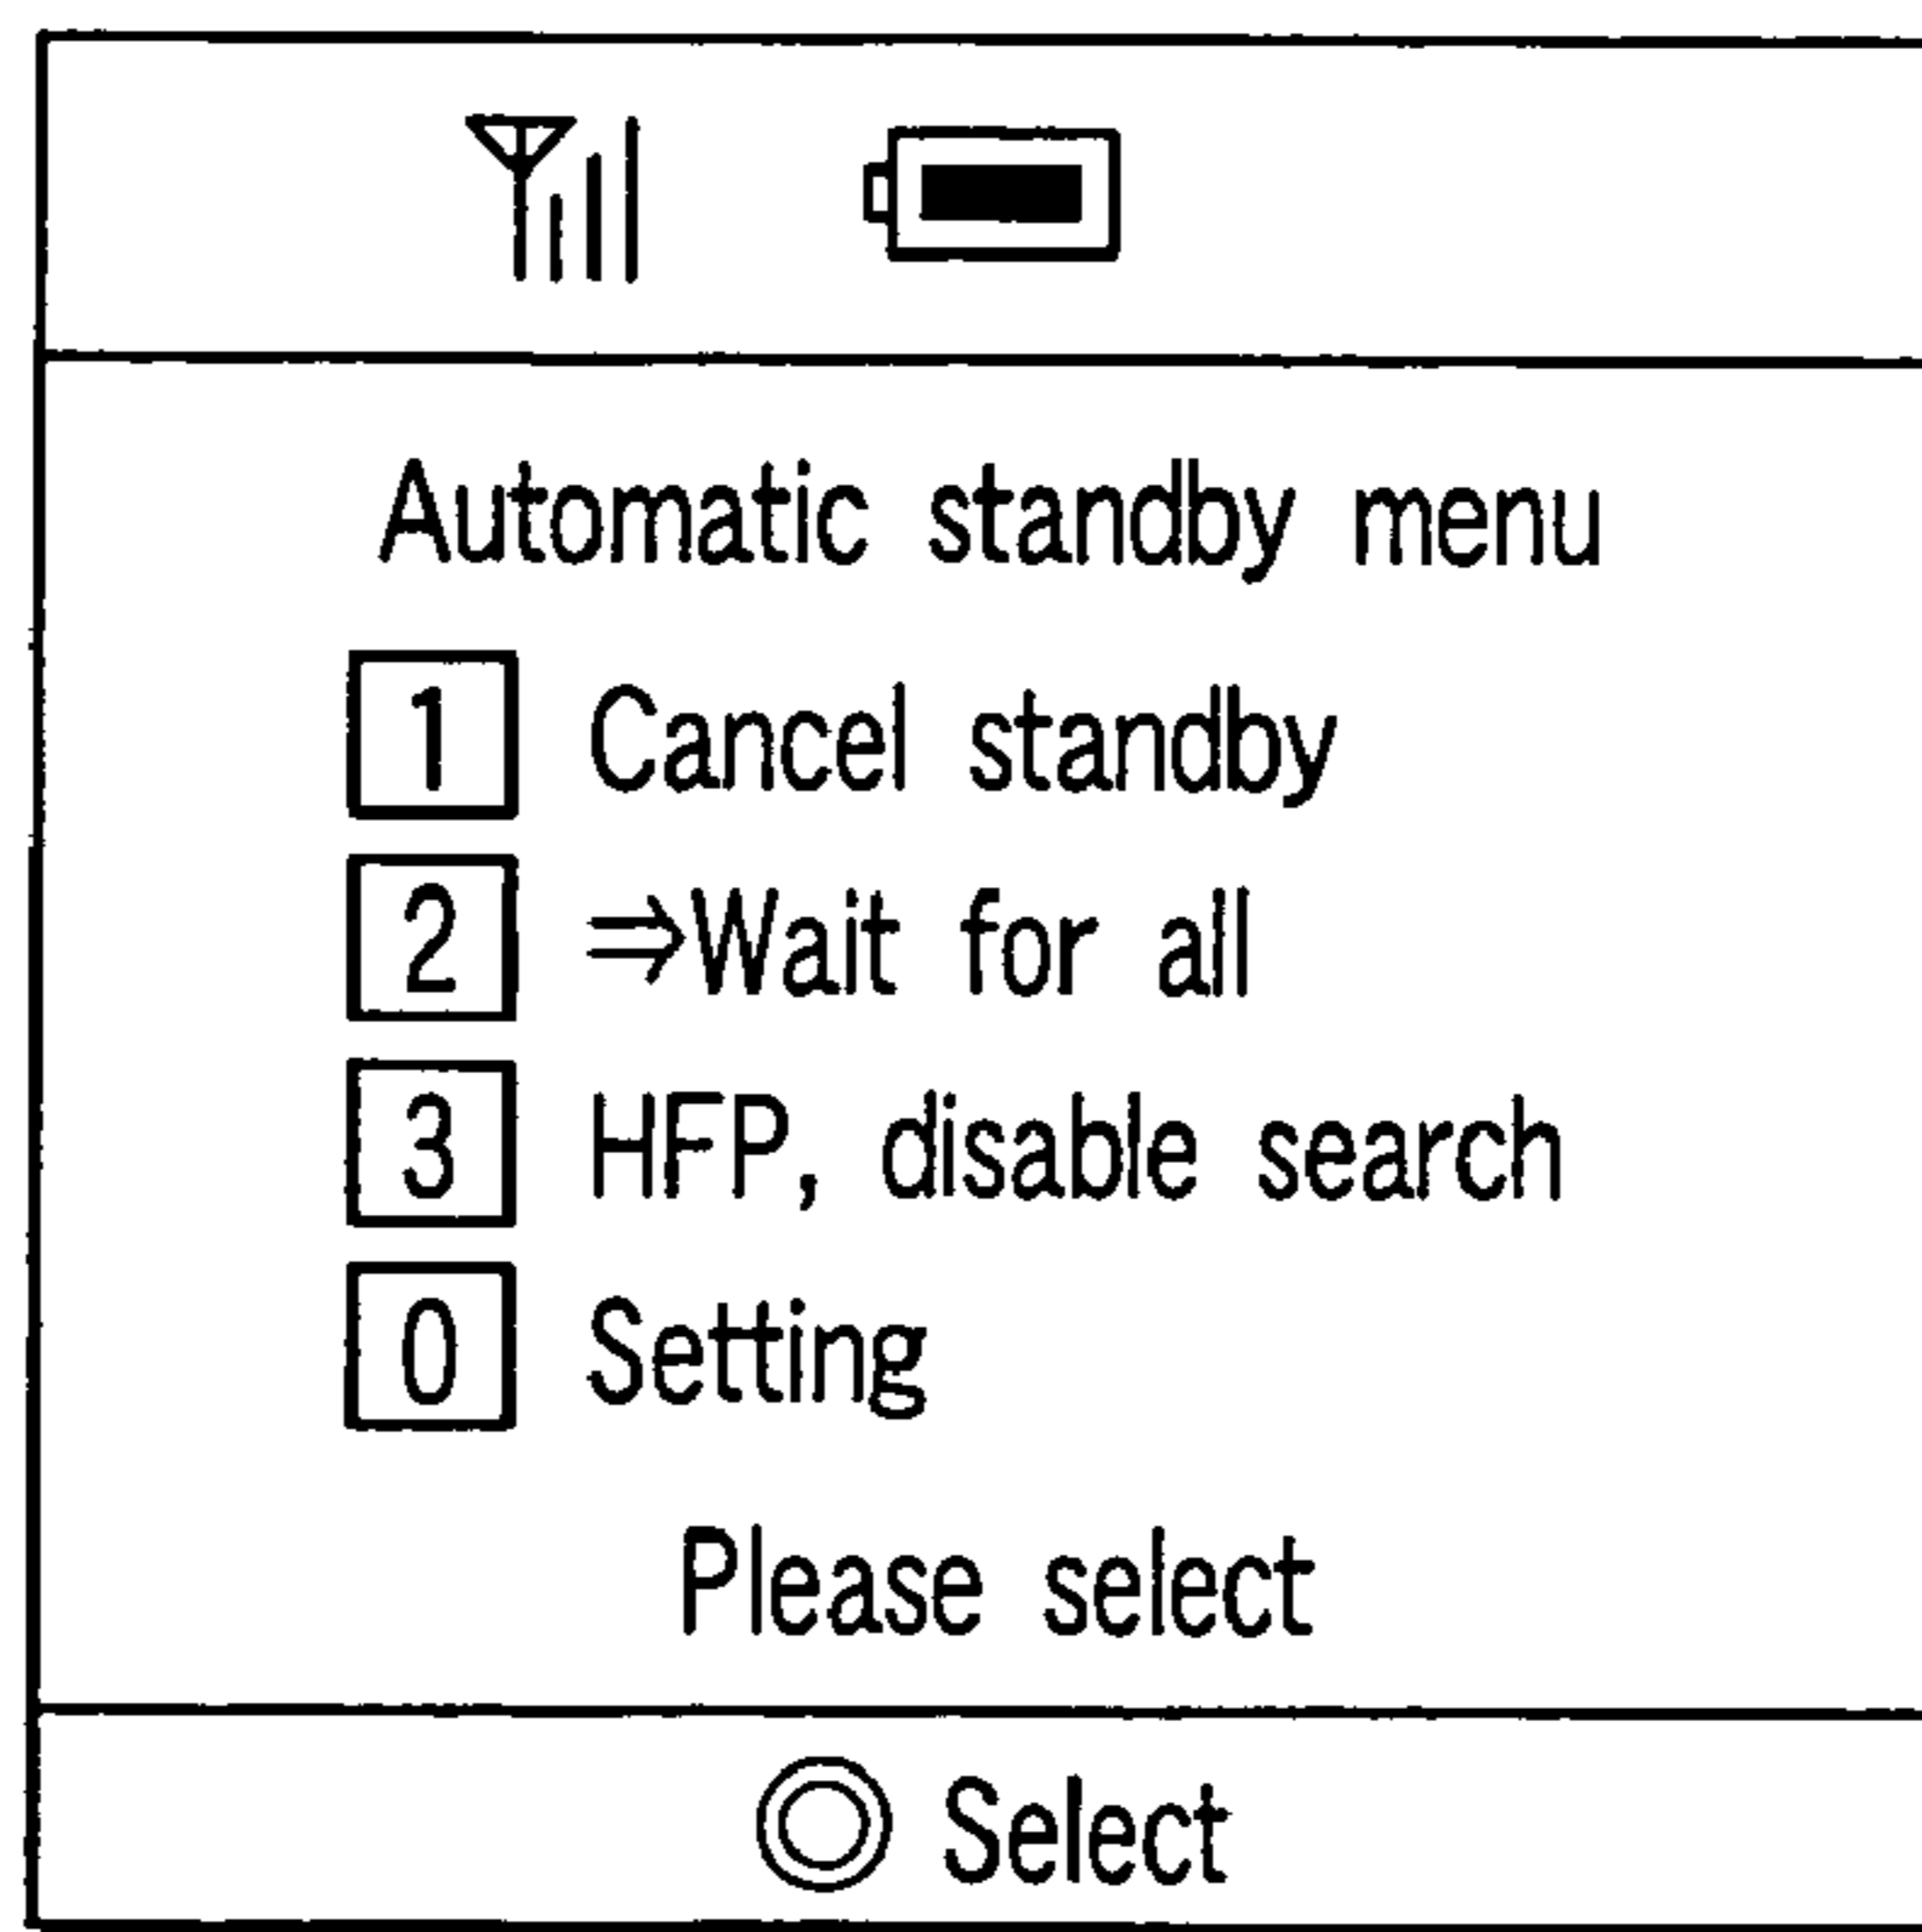 Automatic standby menu
1 Cancel standby
2 ⇒Wait for all
3 HFP, disable search
0 Setting
Please select
Select